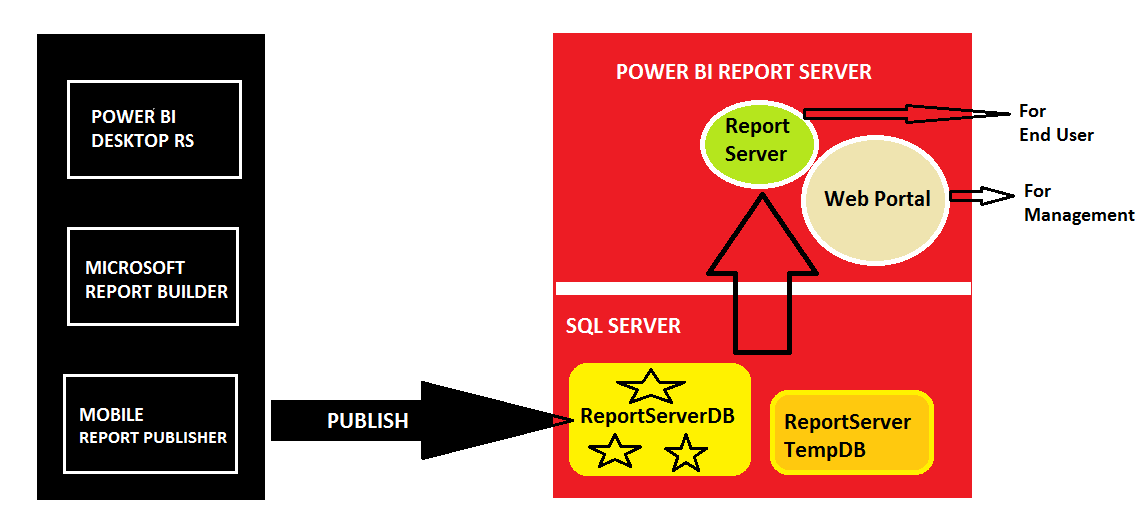 POWER BI
DESKTOP RS
MICROSOFT
REPORT BUILDER
MOBILE
REPORT PUBLISHER
PUBLISH
POWER BI REPORT SERVER
Report
Server
Web Portal
For
End User
For
Management
SQL SERVER
ReportServerDB
ReportServer
TempDB